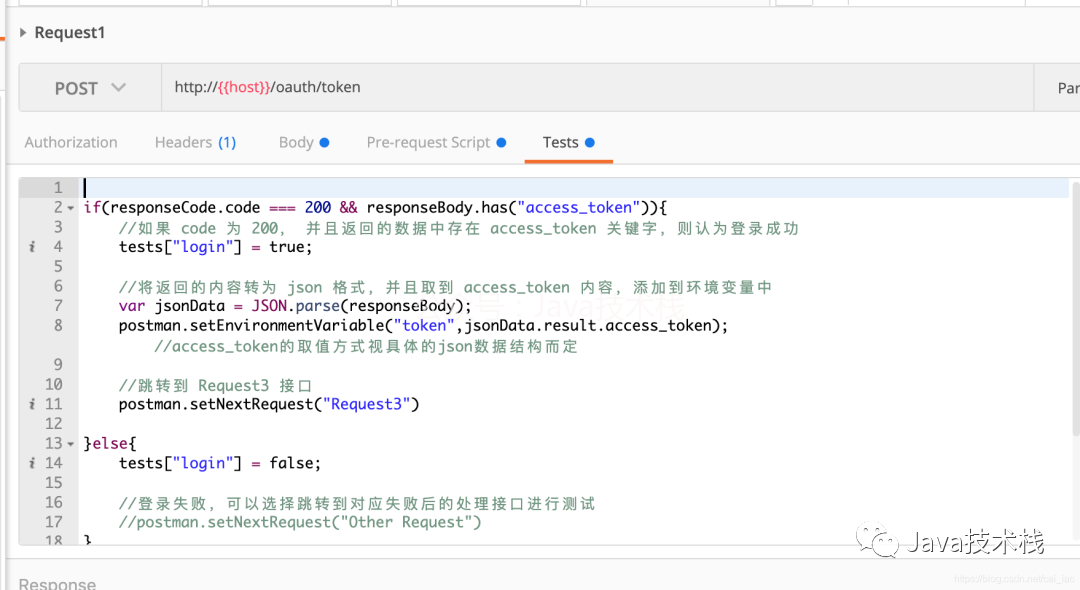 Request1
POST
http://{{host}}/oauth/token
Par
Authorization
Headers (1)
Body
Pre-request Script
Tests
1
2 if(responseCode.code === 200 && responseBody.has("access_token")){
3 //如果 code 为 200， 并且返回的数据中存在 access_token 关键字，则认为登录成功
i 4 tests["login"] = true;
5
6 //将返回的内容转为 json 格式，并且取到 access_token 内容，添加到环境变量中
7 var jsonData = JSON.parse(responseBody);
8 postman.setEnvironmentVariable("token",jsonData.result.access_token);
//access_token的取值方式视具体的json数据结构而定
9
10 //跳转到 Request3 接口
i 11 postman.setNextRequest("Request3")
12
13 }else{
i 14 tests["login"] = false;
15
16 //登录失败，可以选择跳转到对应失败后的处理接口进行测试
17 //postman.setNextRequest("Other Request")
18 }
Java技术栈
Response